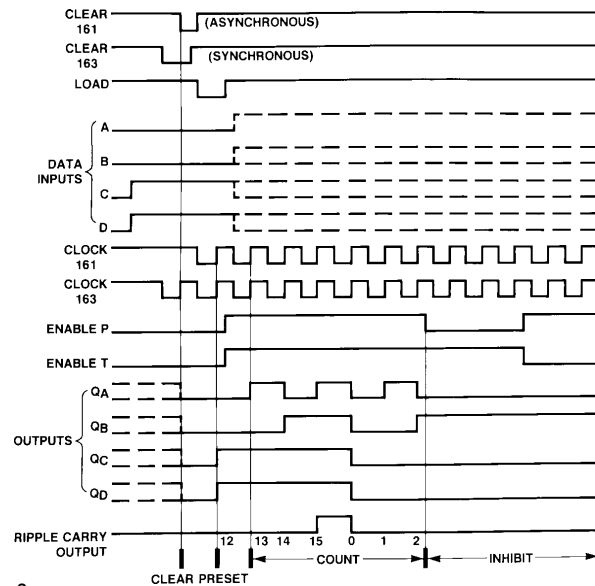 CLEAR
161
(ASYNCHRONOUS)
CLEAR
163
(SYNCHRONOUS)
LOAD
DATA
INPUTS
A
B
C
D
CLOCK
161
CLOCK
163
ENABLE P
ENABLE T
OUTPUTS
QA
QB
QC
QD
RIPPLE CARRY
OUTPUT
12 13 14 15 0 1 2
COUNT
INHIBIT
CLEAR PRESET